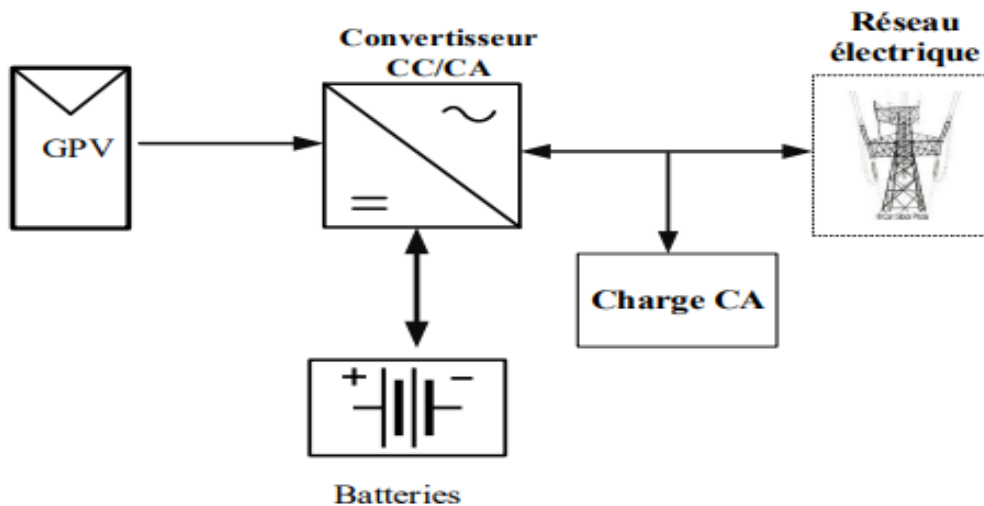 Convertisseur
CC/CA
Réseau
électrique
GPV
Charge CA
+ −
Batteries